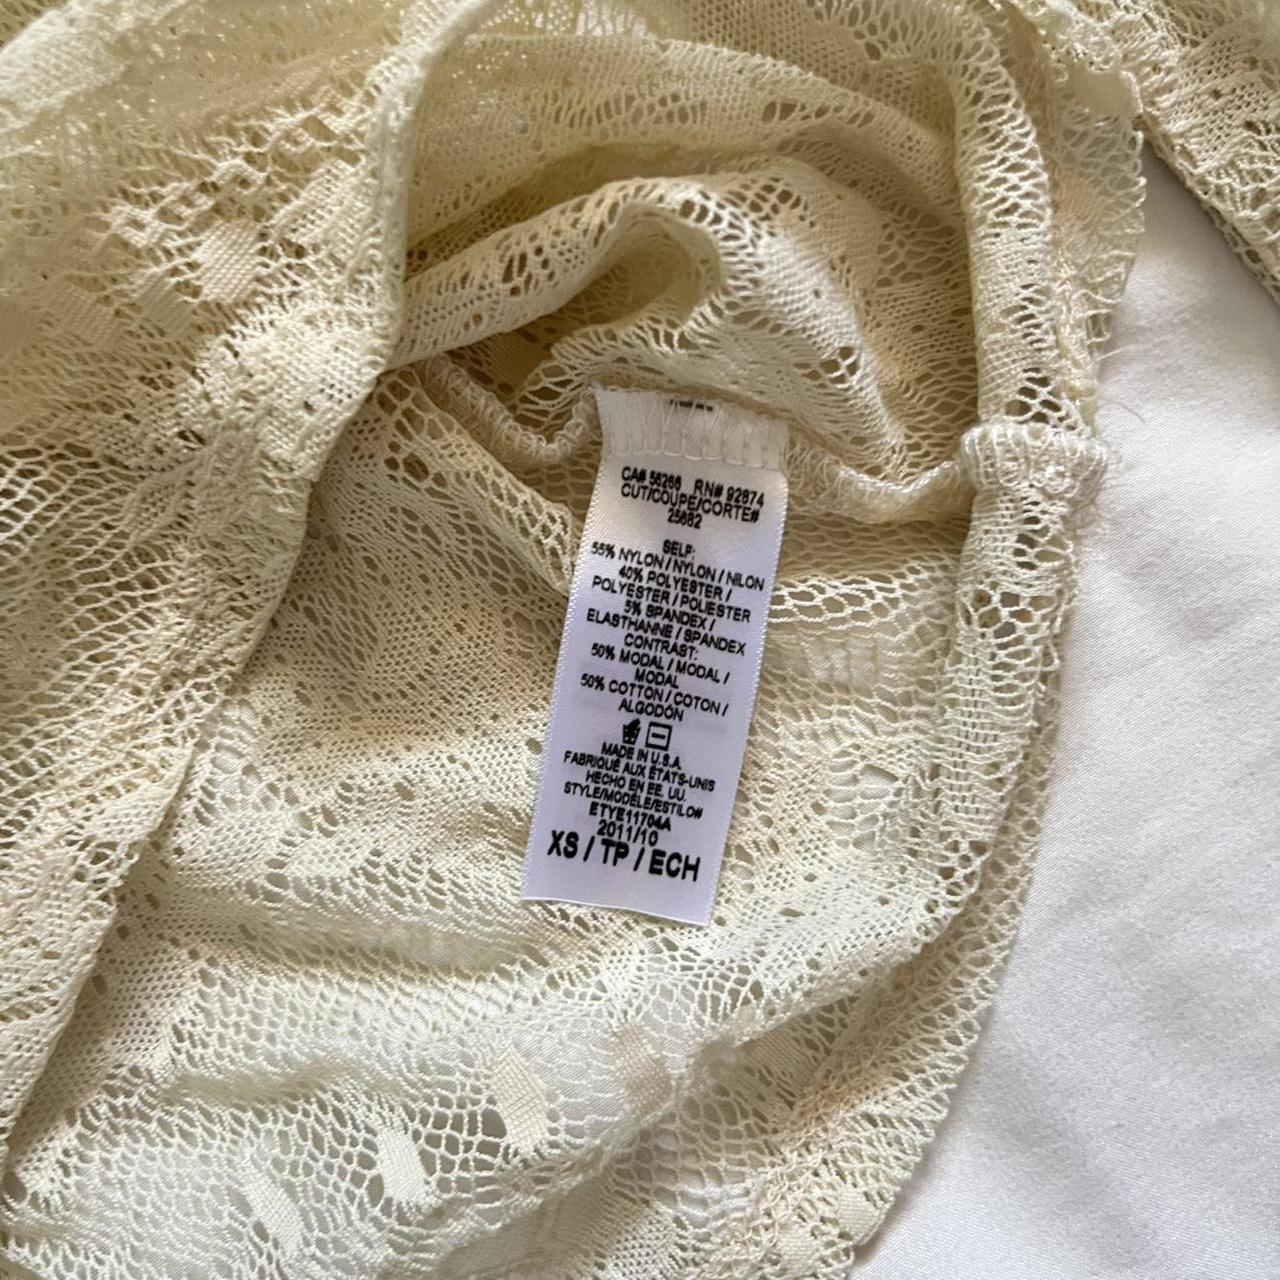 CA# 56266 RN# 92874
CUT/COUPE/CORTE#
25682
SELF:
55% NYLON / NYLON / NILON
40% POLYESTER /
POLYESTER / POLIESTER
5% SPANDEX /
ELASTHANNE / SPANDEX
CONTRAST:
50% MODAL / MODAL /
MODAL
50% COTTON / COTON /
ALGODÓN
MADE IN U.S.A.
FABRIQUÉ AUX ÉTATS-UNIS
HECHO EN EE. UU.
STYLE/MODÈLE/ESTILO#
ETYE11704A
2011/10
XS / TP / ECH